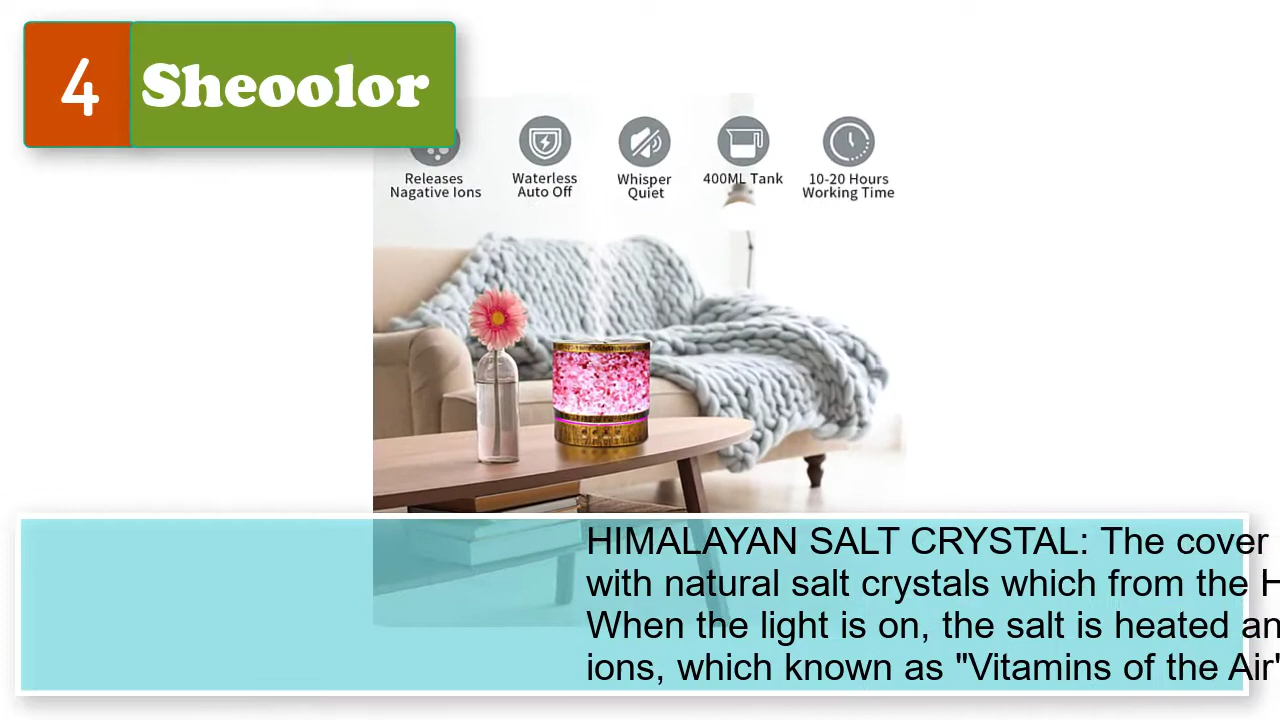 4 Sheoolor
Releases
Nagative Ions
Waterless
Auto Off
Whisper
Quiet
400ML Tank
10-20 Hours
Working Time
HIMALAYAN SALT CRYSTAL: The cover
with natural salt crystals which from the H
When the light is on, the salt is heated an
ions, which known as "Vitamins of the Air"